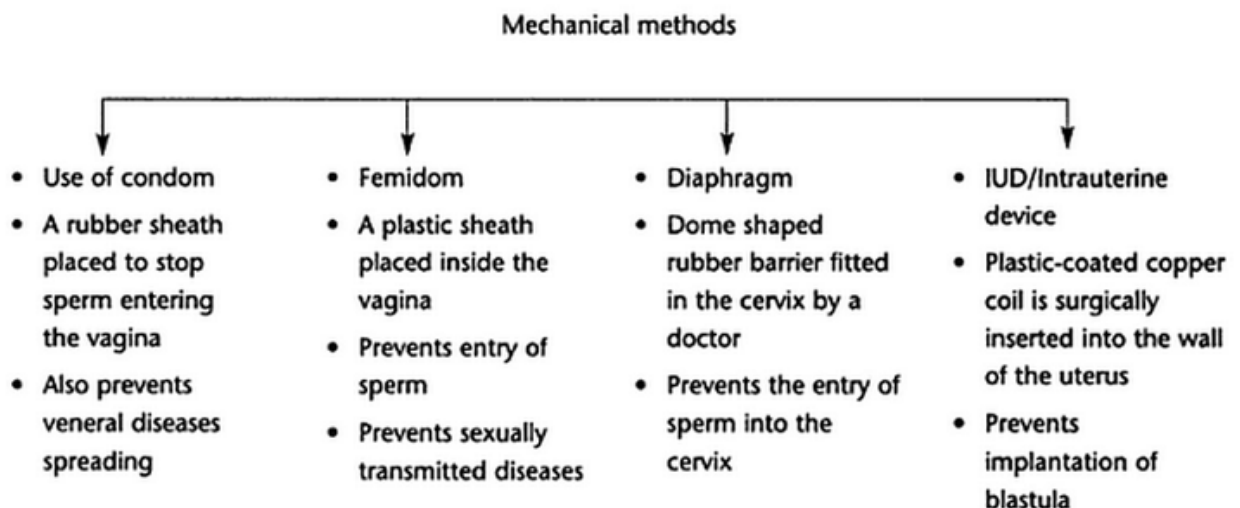 Mechanical methods
• Use of condom
• A rubber sheath
placed to stop
sperm entering
the vagina
• Also prevents
veneral diseases
spreading
• Femidom
• A plastic sheath
placed inside the
vagina
• Prevents entry of
sperm
• Prevents sexually
transmitted diseases
• Diaphragm
• Dome shaped
rubber barrier fitted
in the cervix by a
doctor
• Prevents the entry of
sperm into the
cervix
• IUD/Intrauterine
device
• Plastic-coated copper
coil is surgically
inserted into the wall
of the uterus
• Prevents
implantation of
blastula